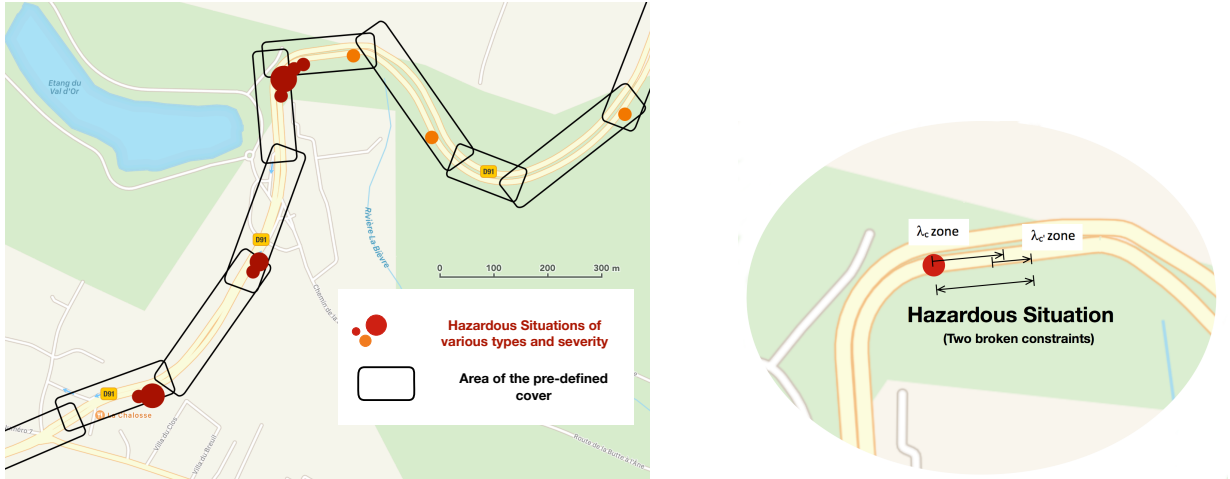 Etang du
Val d'Or
D91
D91
Rivière La Bièvre
0 100 200 300 m
Chemin de la
D91
La Chalosse
Villa du Clos
Villa du Breuil
Route de la Butte à l'Ane
Hazardous Situations of
various types and severity
Area of the pre-defined
cover
λc zone
λc' zone
Hazardous Situation
(Two broken constraints)